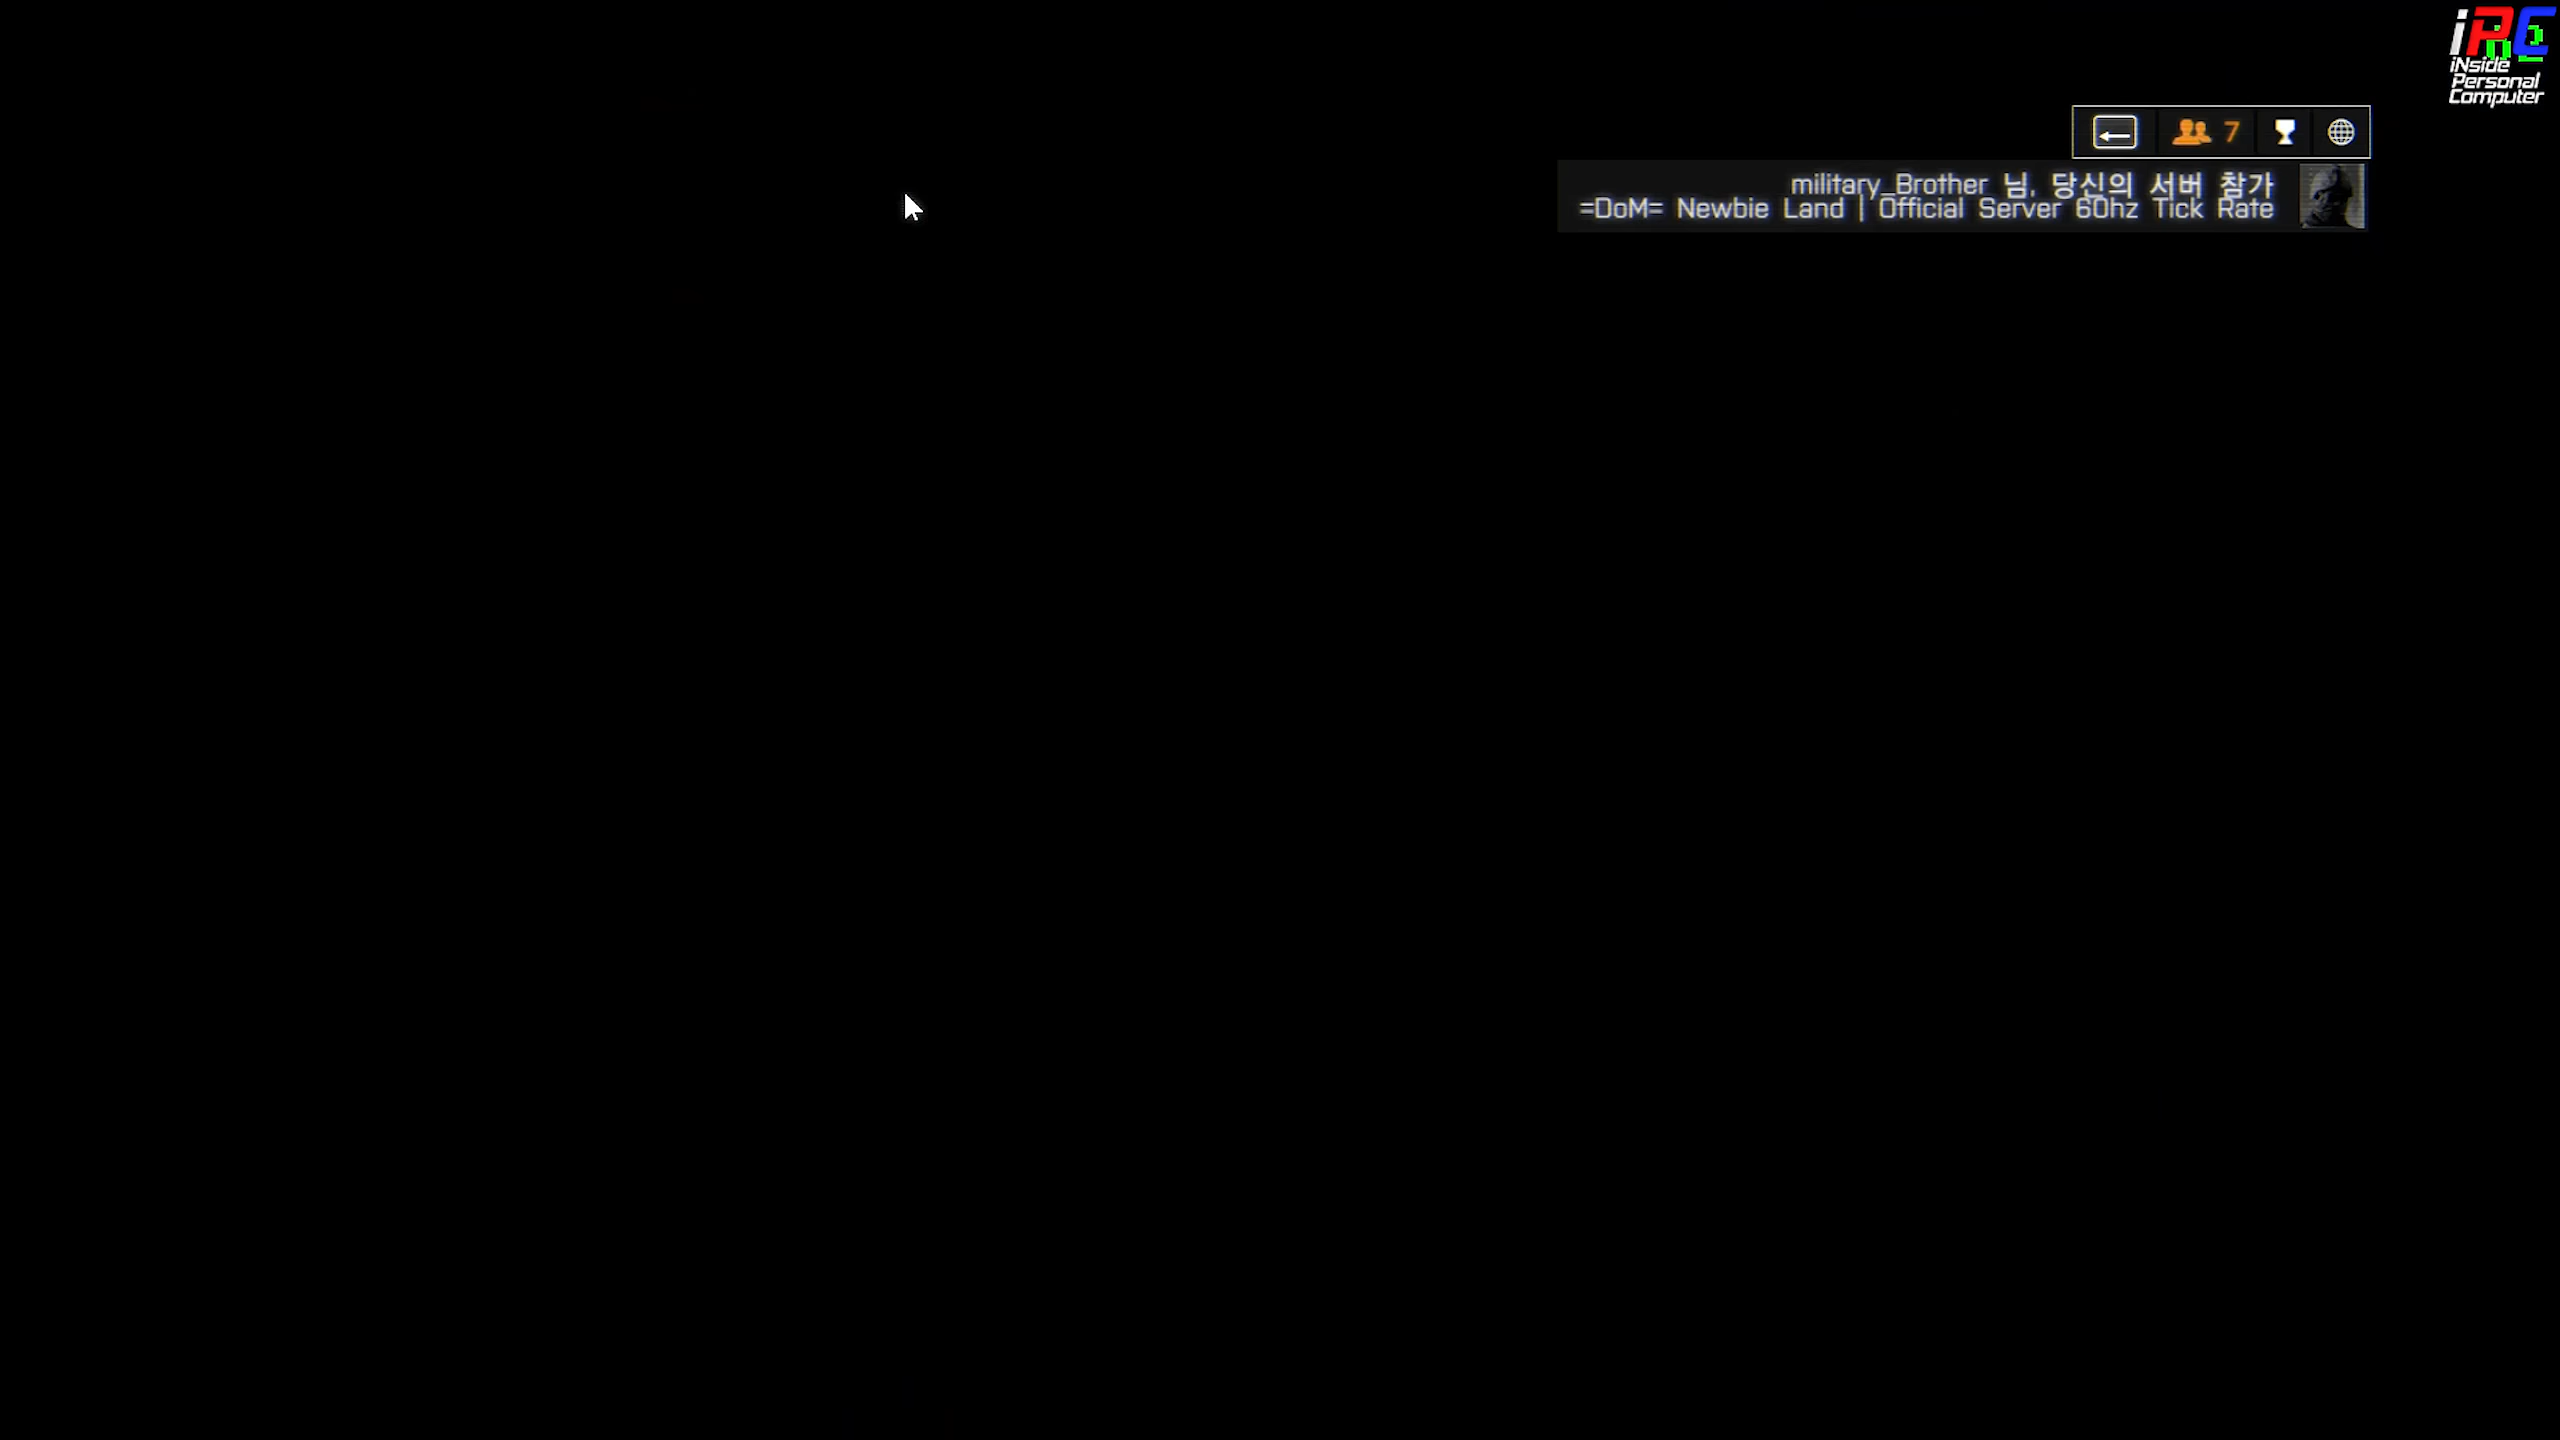 iPC
iNside
Personal
Computer
7
military_Brother 님, 당신의 서버 참가
=DoM= Newbie Land | Official Server 60hz Tick Rate